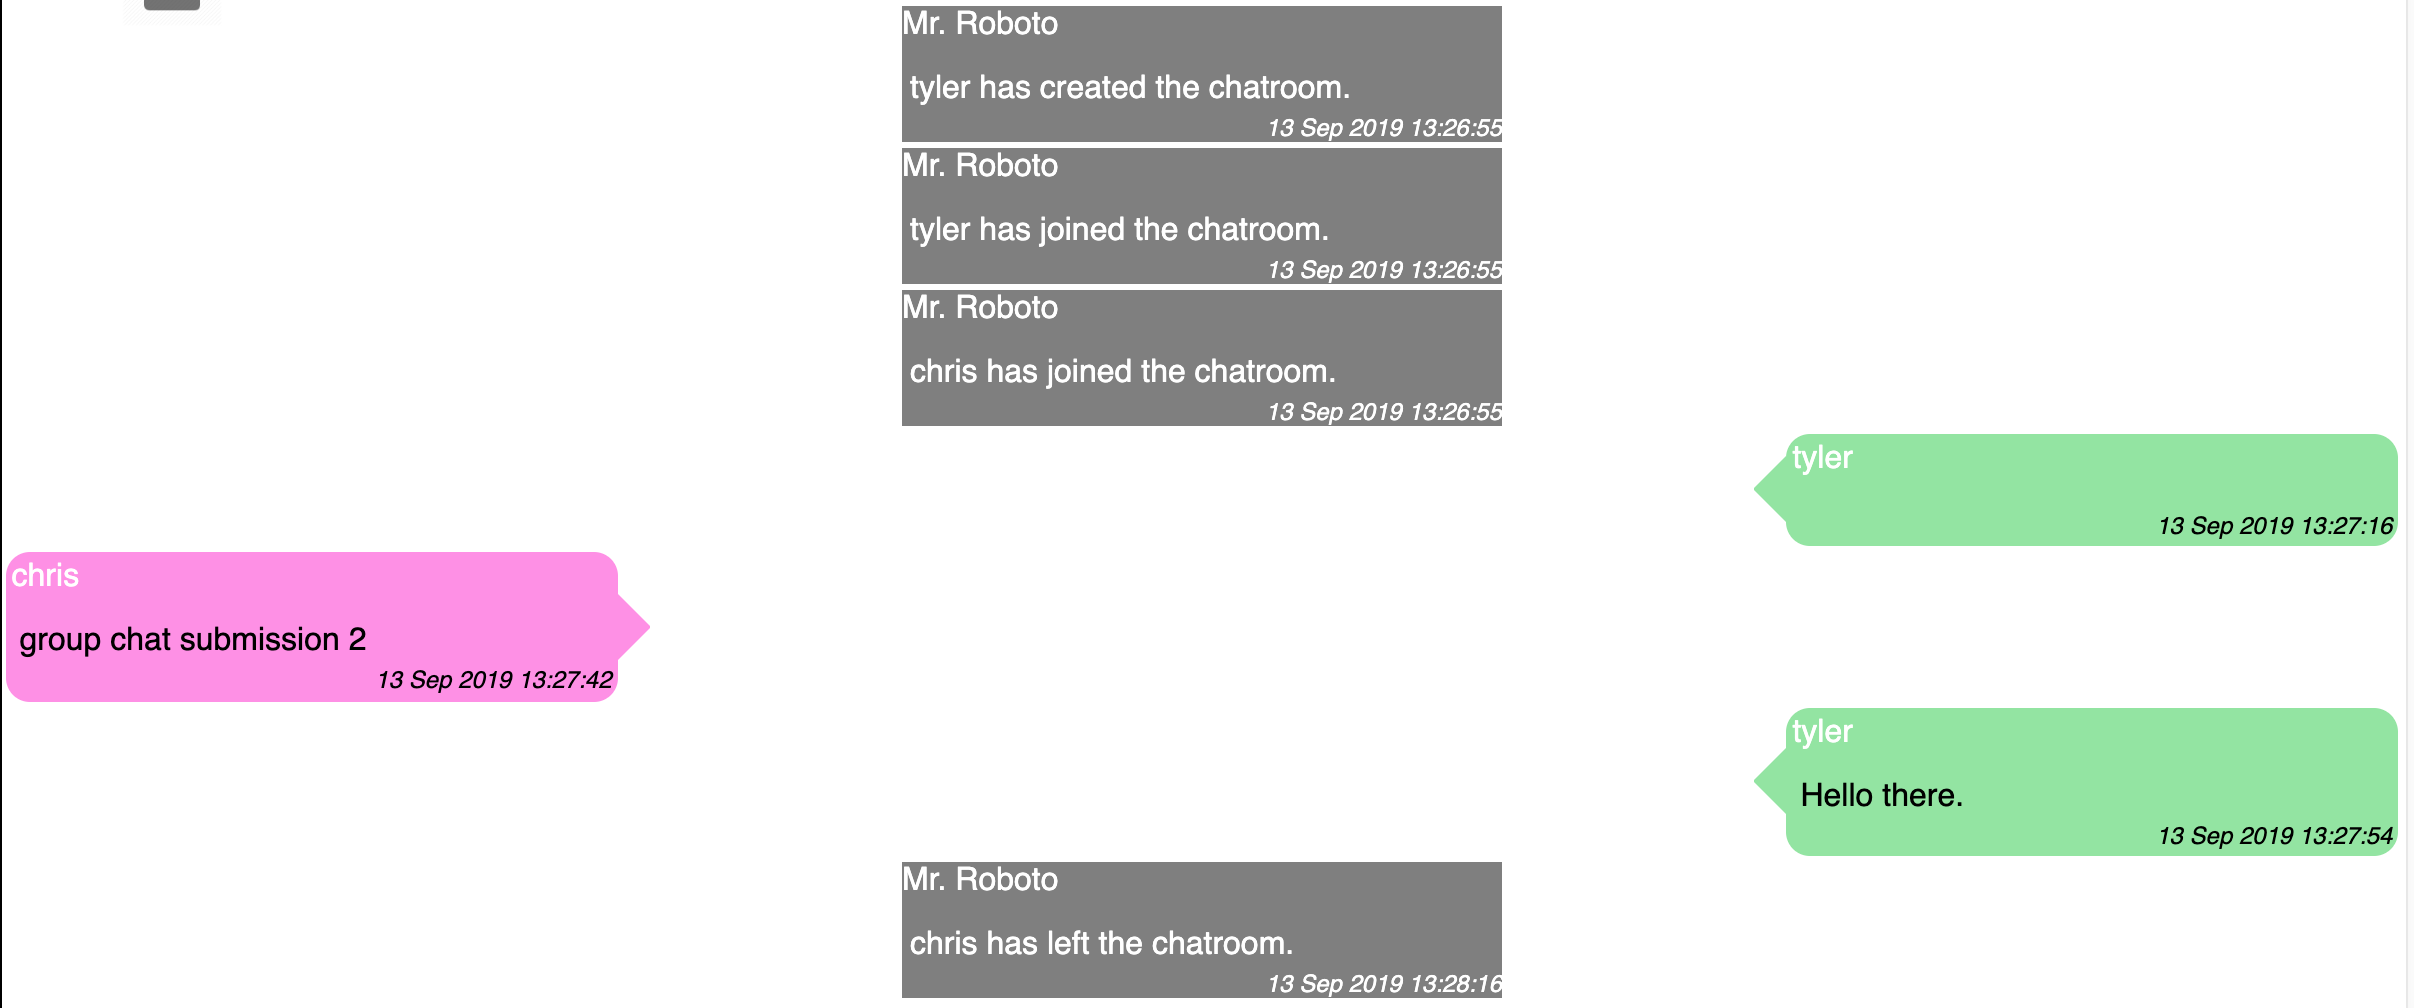 Mr. Roboto
tyler has created the chatroom.
13 Sep 2019 13:26:55
Mr. Roboto
tyler has joined the chatroom.
13 Sep 2019 13:26:55
Mr. Roboto
chris has joined the chatroom.
13 Sep 2019 13:26:55
tyler
13 Sep 2019 13:27:16
chris
group chat submission 2
13 Sep 2019 13:27:42
tyler
Hello there.
13 Sep 2019 13:27:54
Mr. Roboto
chris has left the chatroom.
13 Sep 2019 13:28:16